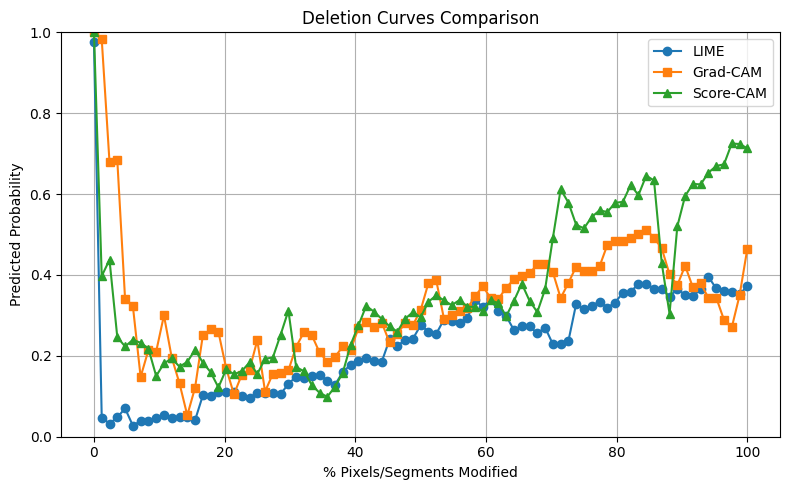 Deletion Curves Comparison
1.0
0.8
0.6
0.4
0.2
0.0
Predicted Probability
LIME
Grad-CAM
Score-CAM
0
20
40
60
80
100
% Pixels/Segments Modified